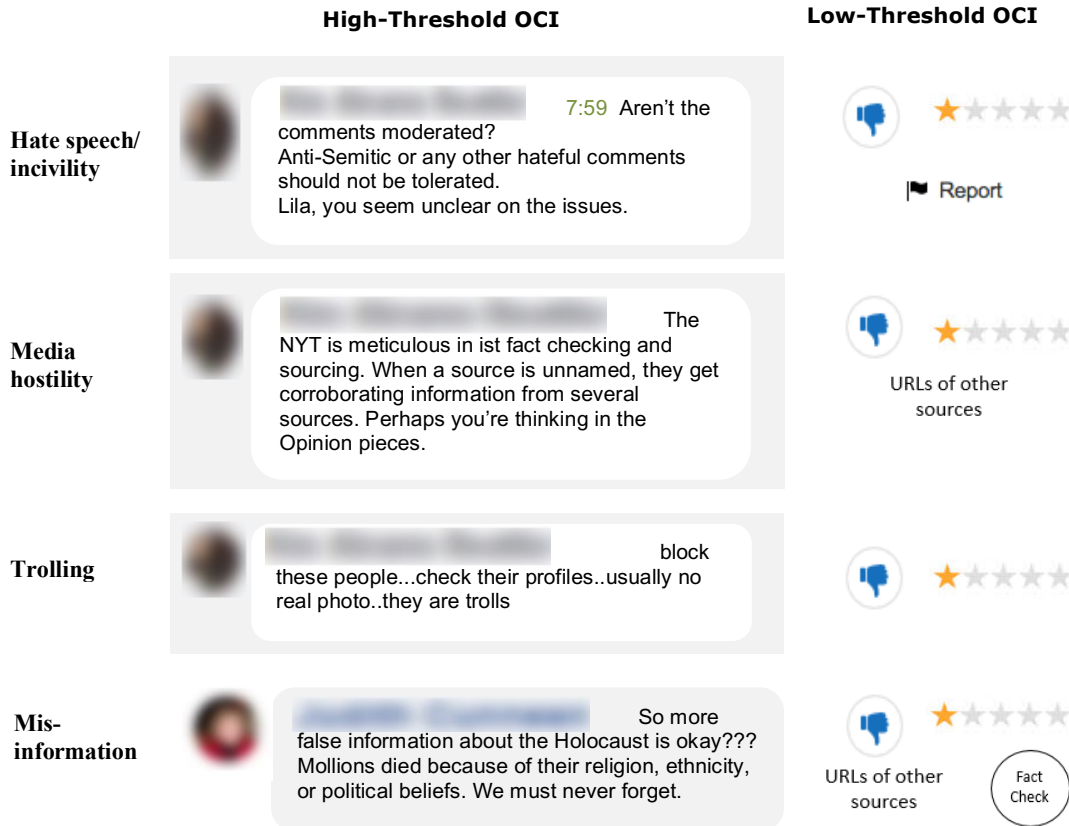 High-Threshold OCI
Low-Threshold OCI
Hate speech/
incivility
7:59 Aren't the
comments moderated?
Anti-Semitic or any other hateful comments
should not be tolerated.
Lila, you seem unclear on the issues.
Report
Media
hostility
The
NYT is meticulous in ist fact checking and
sourcing. When a source is unnamed, they get
corroborating information from several
sources. Perhaps you're thinking in the
Opinion pieces.
URLs of other
sources
Trolling
block
these people...check their profiles..usually no
real photo..they are trolls
Mis-
information
So more
false information about the Holocaust is okay???
Mollions died because of their religion, ethnicity,
or political beliefs. We must never forget.
URLs of other
sources
Fact
Check